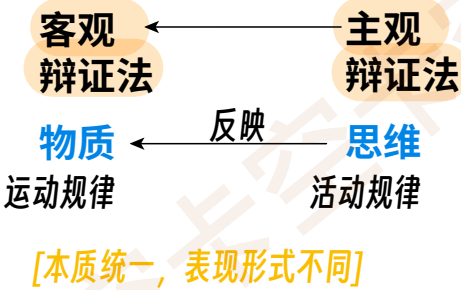 客观 主观
辩证法 辩证法
反映
物质 思维
运动规律 活动规律
[本质统一，表现形式不同]